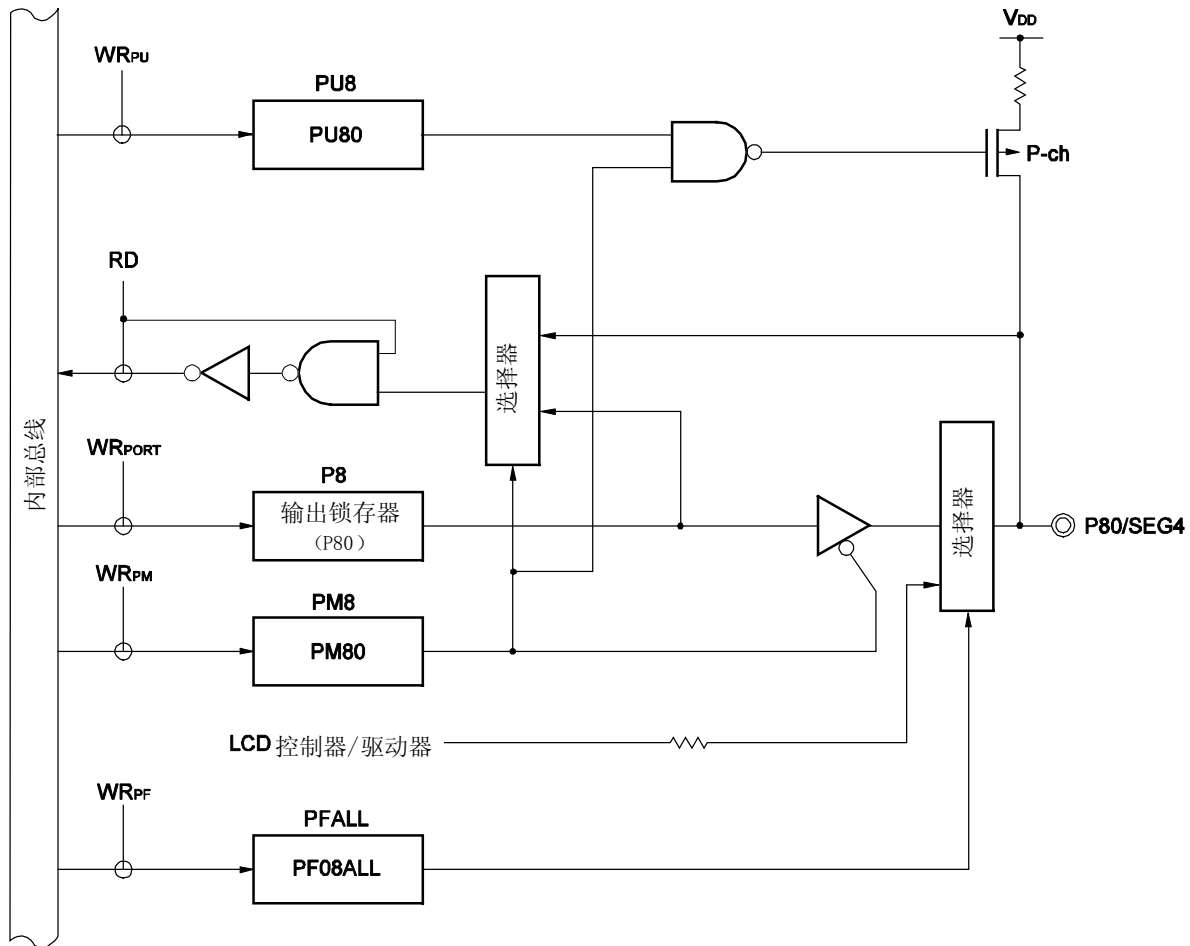 VDD
WRPU
PU8
PU80
P-ch
RD
选择器
内部总线
WRPORT
P8
输出锁存器
（P80）
选择器
P80/SEG4
WRPM
PM8
PM80
LCD 控制器/驱动器
WRPF
PFALL
PF08ALL